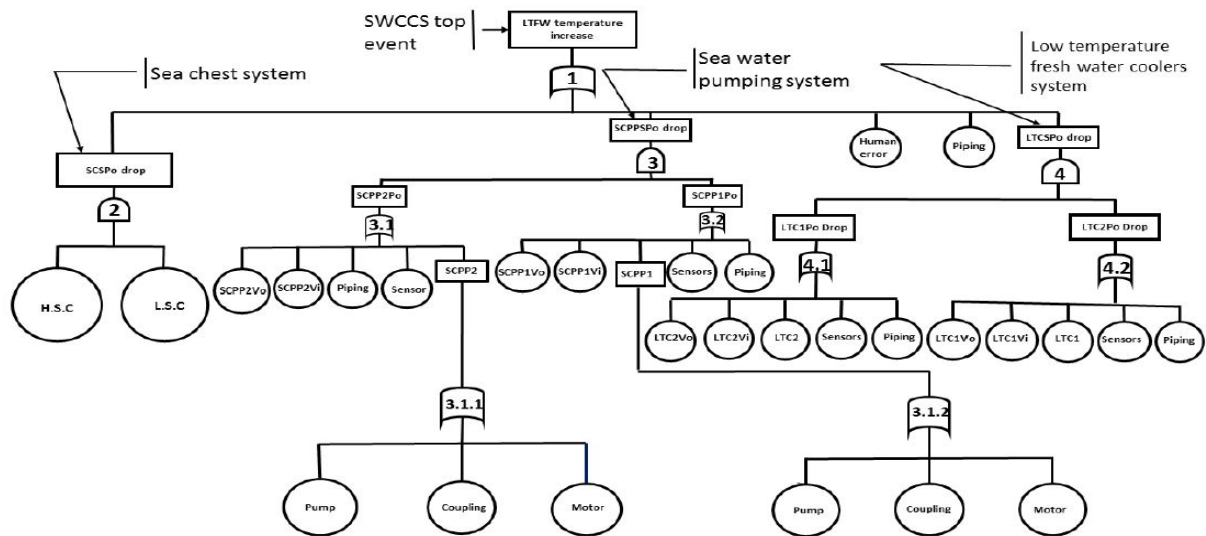 SWCCS top
event
LTFW temperature
increase
Sea chest system
Sea water
pumping system
Low temperature
fresh water coolers
system
1
SCSPo drop
SCPPSPo drop
Human
error
Piping
LTCSPo drop
2
3
4
SCPP2Po
SCPP1Po
LTC1Po Drop
LTC2Po Drop
3.1
3.2
4.1
4.2
H.S.C
L.S.C
SCPP2Vo
SCPP2Vi
Piping
Sensor
SCPP2
SCPP1Vo
SCPP1Vi
SCPP1
Sensors
Piping
LTC2Vo
LTC2Vi
LTC2
Sensors
Piping
LTC1Vo
LTC1Vi
LTC1
Sensors
Piping
3.1.1
3.1.2
Pump
Coupling
Motor
Pump
Coupling
Motor